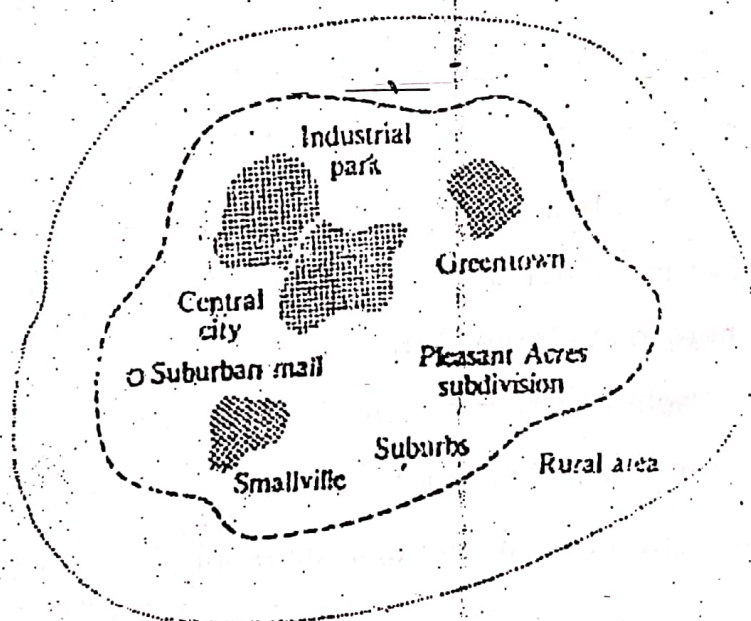 Industrial
park
Greentown
Central
city
Suburban mall
Pleasant Acres
subdivision
Suburbs
Smallville
Rural area